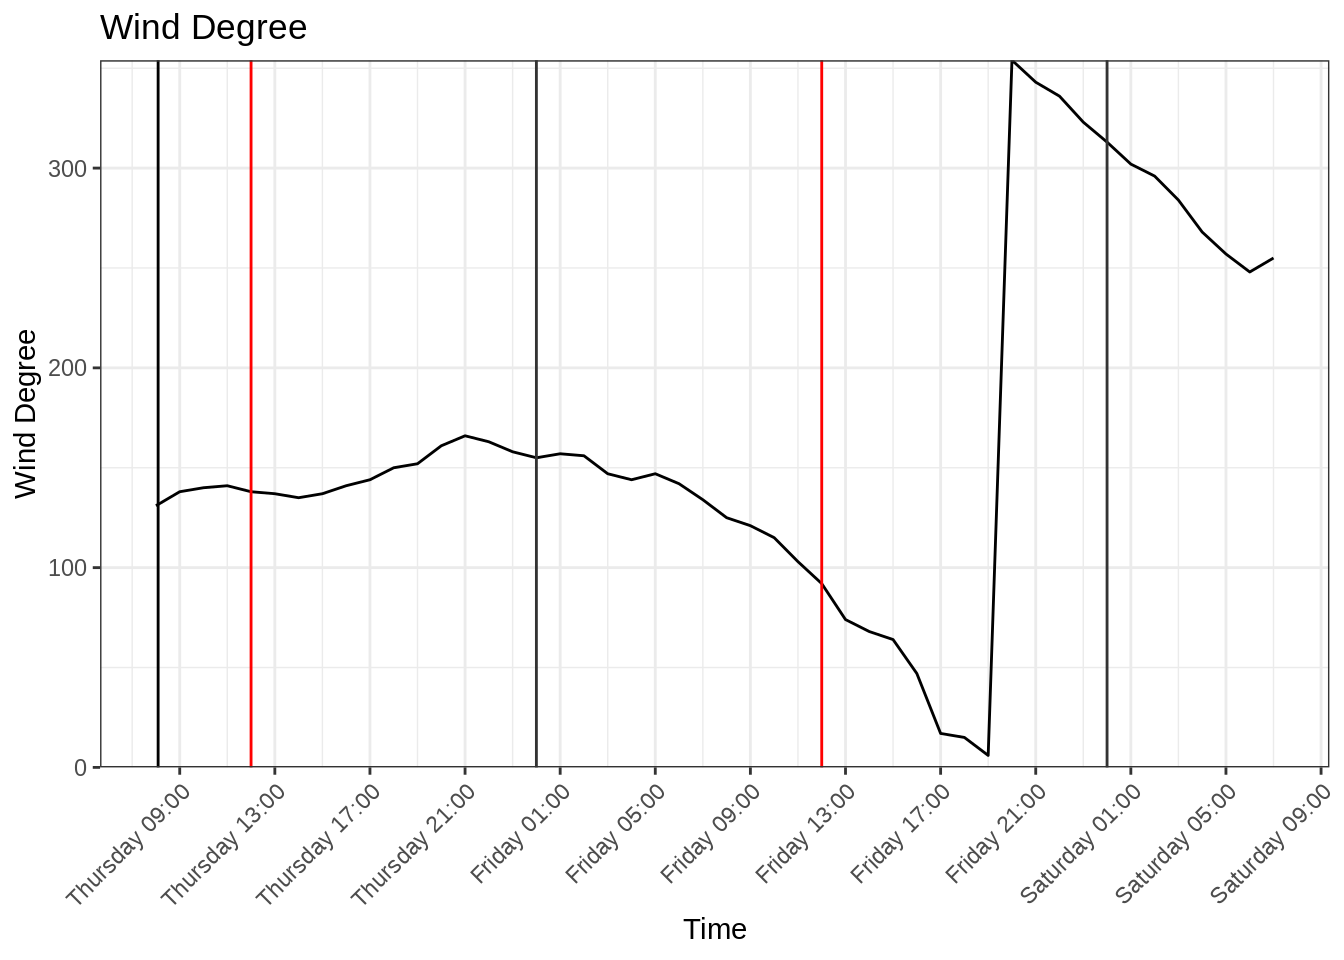 Wind Degree
Wind Degree
300
200
100
0
Thursday 09:00
Thursday 13:00
Thursday 17:00
Thursday 21:00
Friday 01:00
Friday 05:00
Friday 09:00
Friday 13:00
Friday 17:00
Friday 21:00
Saturday 01:00
Saturday 05:00
Saturday 09:00
Time